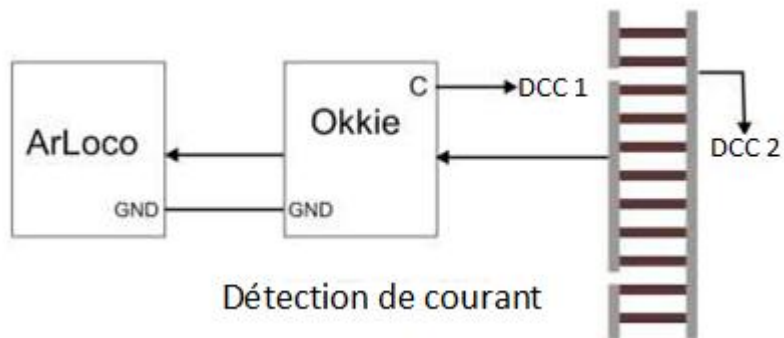 C
DCC 1
Okkie
ArLoco
DCC 2
GND
GND
Détection de courant